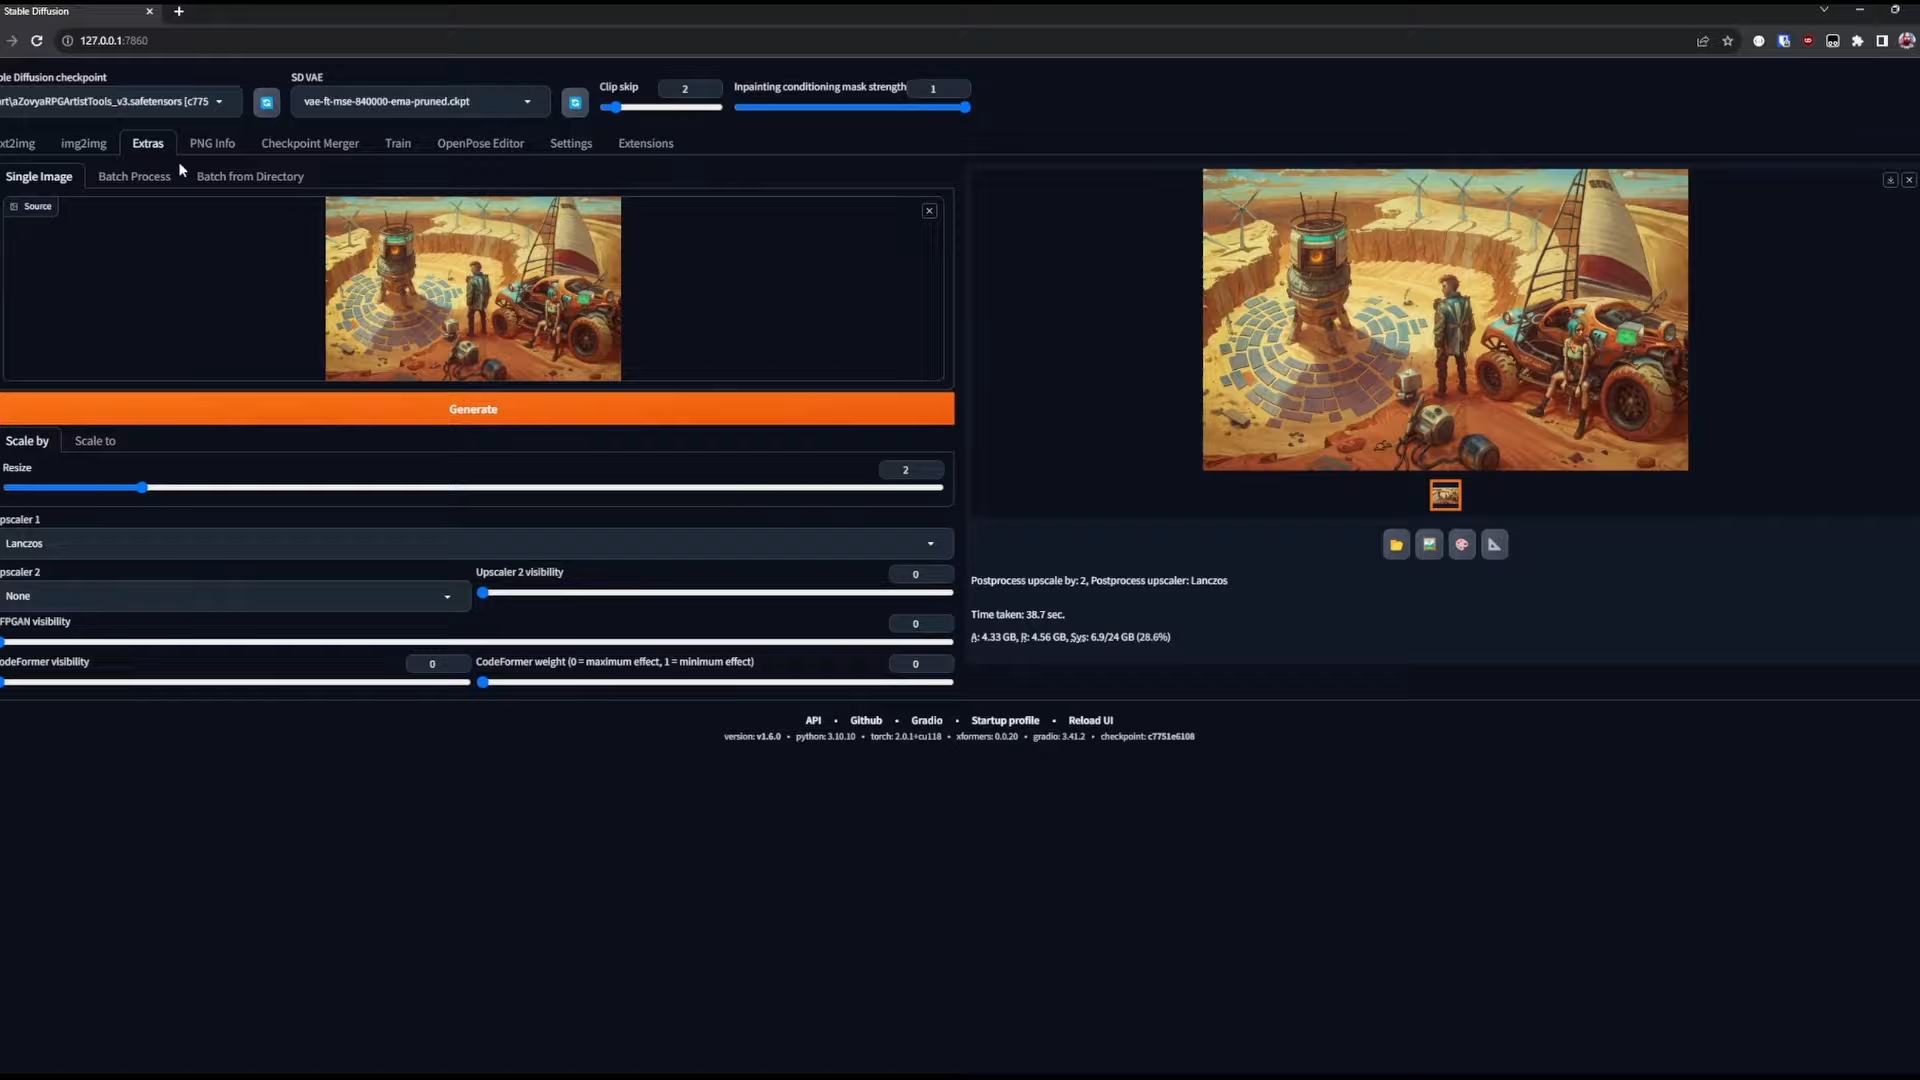 Stable Diffusion
127.0.0.1:7860
ble Diffusion checkpoint
SD VAE
Clip skip
2
Inpainting conditioning mask strength
1
art\aZovyaRPGArtistTools_v3.safetensors [c775
vae-ft-mse-840000-ema-pruned.ckpt
xt2img
img2img
Extras
PNG Info
Checkpoint Merger
Train
OpenPose Editor
Settings
Extensions
Single Image
Batch Process
Batch from Directory
Source
Generate
Scale by
Scale to
Resize
2
pscaler 1
Lanczos
pscaler 2
Upscaler 2 visibility
0
None
FPGAN visibility
0
odeFormer visibility
0
CodeFormer weight (0 = maximum effect, 1 = minimum effect)
0
Postprocess upscale by: 2, Postprocess upscaler: Lanczos
Time taken: 38.7 sec.
A: 4.33 GB, R: 4.56 GB, Sys: 6.9/24 GB (28.6%)
API • Github • Gradio • Startup profile • Reload UI
version: v1.6.0 • python: 3.10.10 • torch: 2.0.1+cu118 • xformers: 0.0.20 • gradio: 3.41.2 • checkpoint: c7751e6108